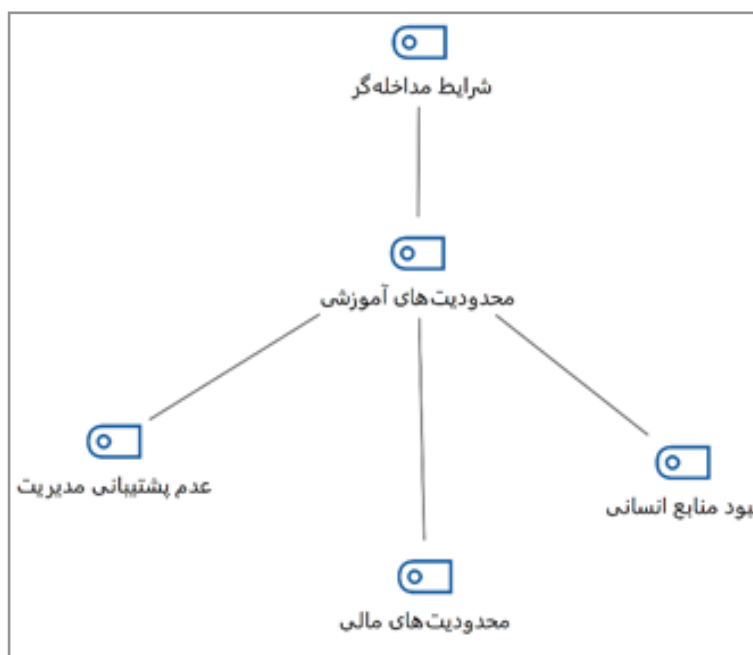 شرایط مداخله‌گر
محدودیت‌های آموزشی
عدم پشتیبانی مدیریت
منابع انسانی
محدودیت‌های مالی